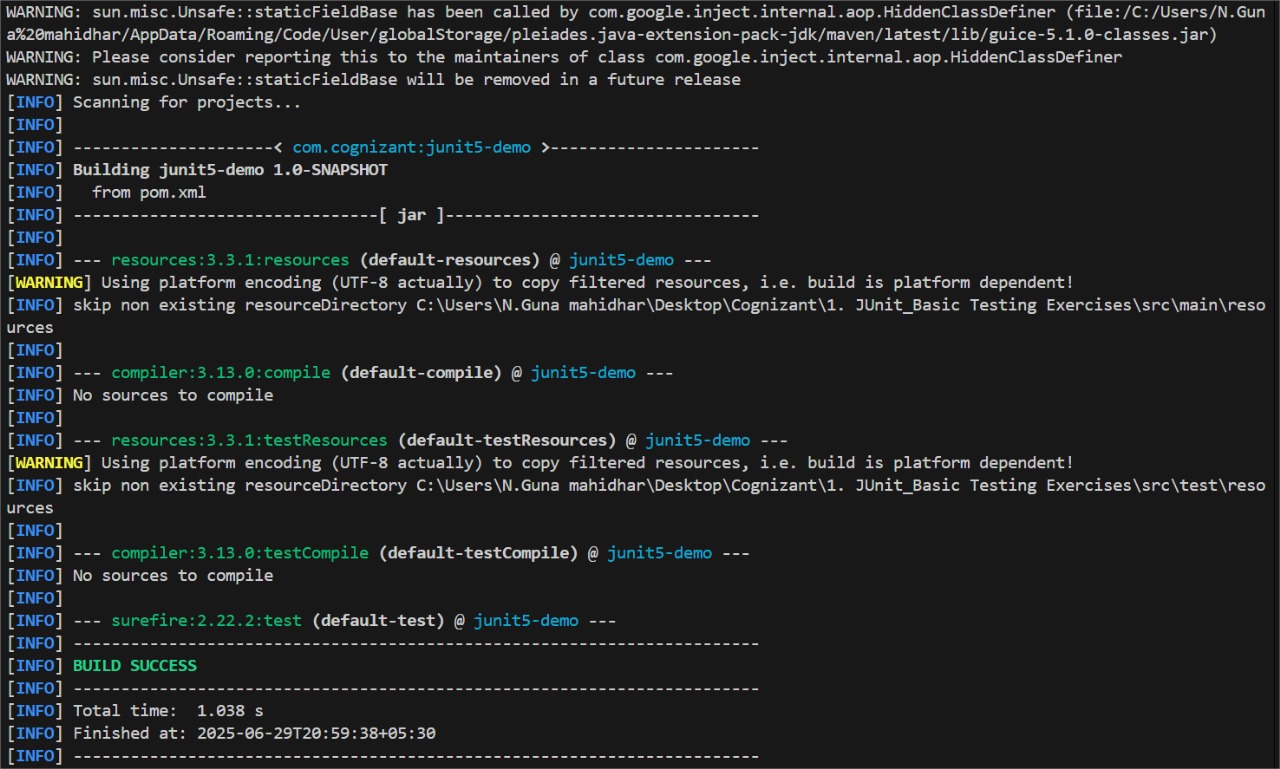 WARNING: sun.misc.Unsafe::staticFieldBase has been called by com.google.inject.internal.aop.HiddenClassDefiner (file:/C:/Users/N.Gun
a%20mahidhar/AppData/Roaming/Code/User/globalStorage/pleiades.java-extension-pack-jdk/maven/latest/lib/guice-5.1.0-classes.jar)
WARNING: Please consider reporting this to the maintainers of class com.google.inject.internal.aop.HiddenClassDefiner
WARNING: sun.misc.Unsafe::staticFieldBase will be removed in a future release
[INFO] Scanning for projects...
[INFO]
[INFO] ---------------------< com.cognizant:junit5-demo >----------------------
[INFO] Building junit5-demo 1.0-SNAPSHOT
[INFO]   from pom.xml
[INFO] --------------------------------[ jar ]---------------------------------
[INFO]
[INFO] --- resources:3.3.1:resources (default-resources) @ junit5-demo ---
[WARNING] Using platform encoding (UTF-8 actually) to copy filtered resources, i.e. build is platform dependent!
[INFO] skip non existing resourceDirectory C:\Users\N.Guna mahidhar\Desktop\Cognizant\1. JUnit_Basic Testing Exercises\src\main\reso
urces
[INFO]
[INFO] --- compiler:3.13.0:compile (default-compile) @ junit5-demo ---
[INFO] No sources to compile
[INFO]
[INFO] --- resources:3.3.1:testResources (default-testResources) @ junit5-demo ---
[WARNING] Using platform encoding (UTF-8 actually) to copy filtered resources, i.e. build is platform dependent!
[INFO] skip non existing resourceDirectory C:\Users\N.Guna mahidhar\Desktop\Cognizant\1. JUnit_Basic Testing Exercises\src\test\reso
urces
[INFO]
[INFO] --- compiler:3.13.0:testCompile (default-testCompile) @ junit5-demo ---
[INFO] No sources to compile
[INFO]
[INFO] --- surefire:2.22.2:test (default-test) @ junit5-demo ---
[INFO] ------------------------------------------------------------------------
[INFO] BUILD SUCCESS
[INFO] ------------------------------------------------------------------------
[INFO] Total time:  1.038 s
[INFO] Finished at: 2025-06-29T20:59:38+05:30
[INFO] ------------------------------------------------------------------------